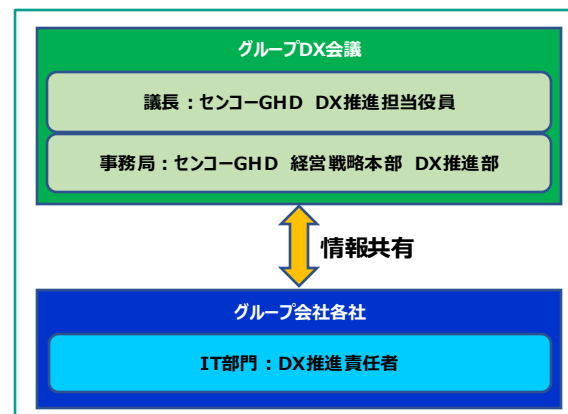 グループDX会議
議長：センコーGHD DX推進担当役員
事務局：センコーGHD 経営戦略本部 DX推進部
情報共有
グループ会社各社
IT部門：DX推進責任者